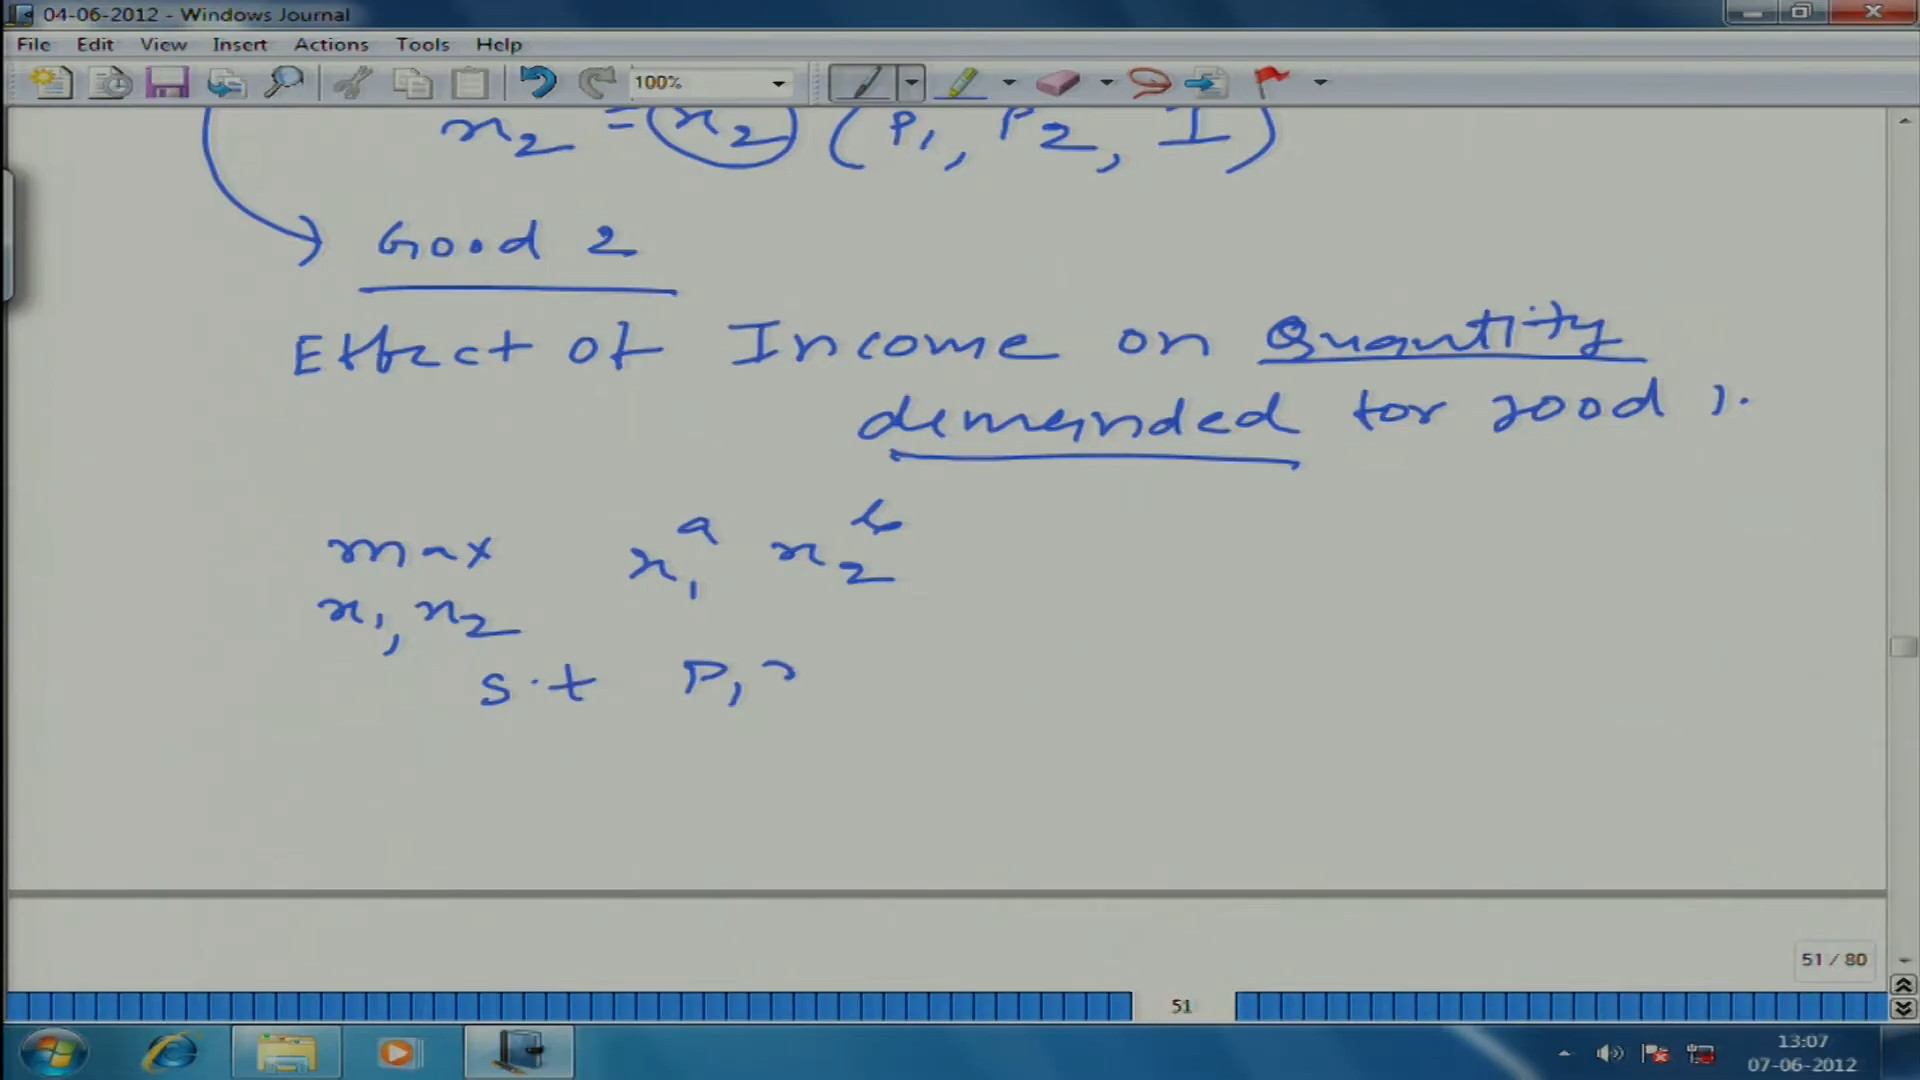 04-06-2012 - Windows Journal
File Edit View Insert Actions Tools Help
100%
x2 = x2 (P1, P2, I)
Good 2
Effect of Income on Quantity
demanded for good 1.
max x1^a x2^b
x1, x2
s.t P1
51 / 80
51
13:07
07-06-2012